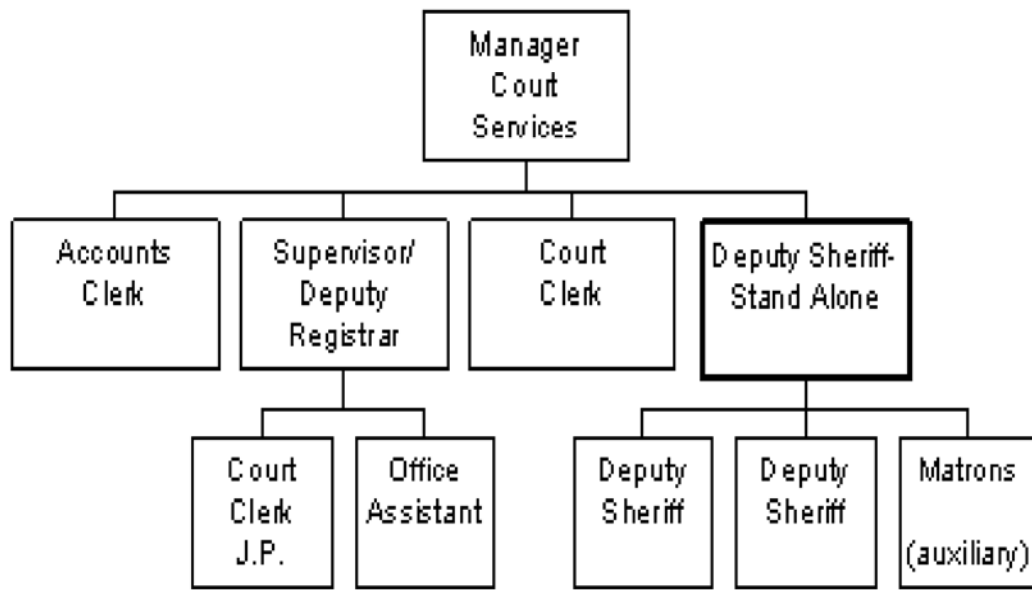 Manager
Court
Services
Accounts
Clerk
Supervisor/
Deputy
Registrar
Court
Clerk
Deputy Sheriff-
Stand Alone
Court
Clerk
J.P.
Office
Assistant
Deputy
Sheriff
Deputy
Sheriff
Matrons
(auxiliary)